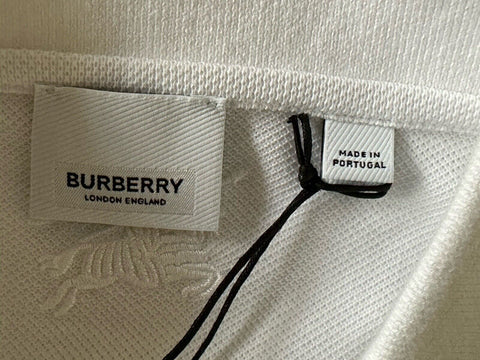 BURBERRY
LONDON ENGLAND
MADE IN
PORTUGAL